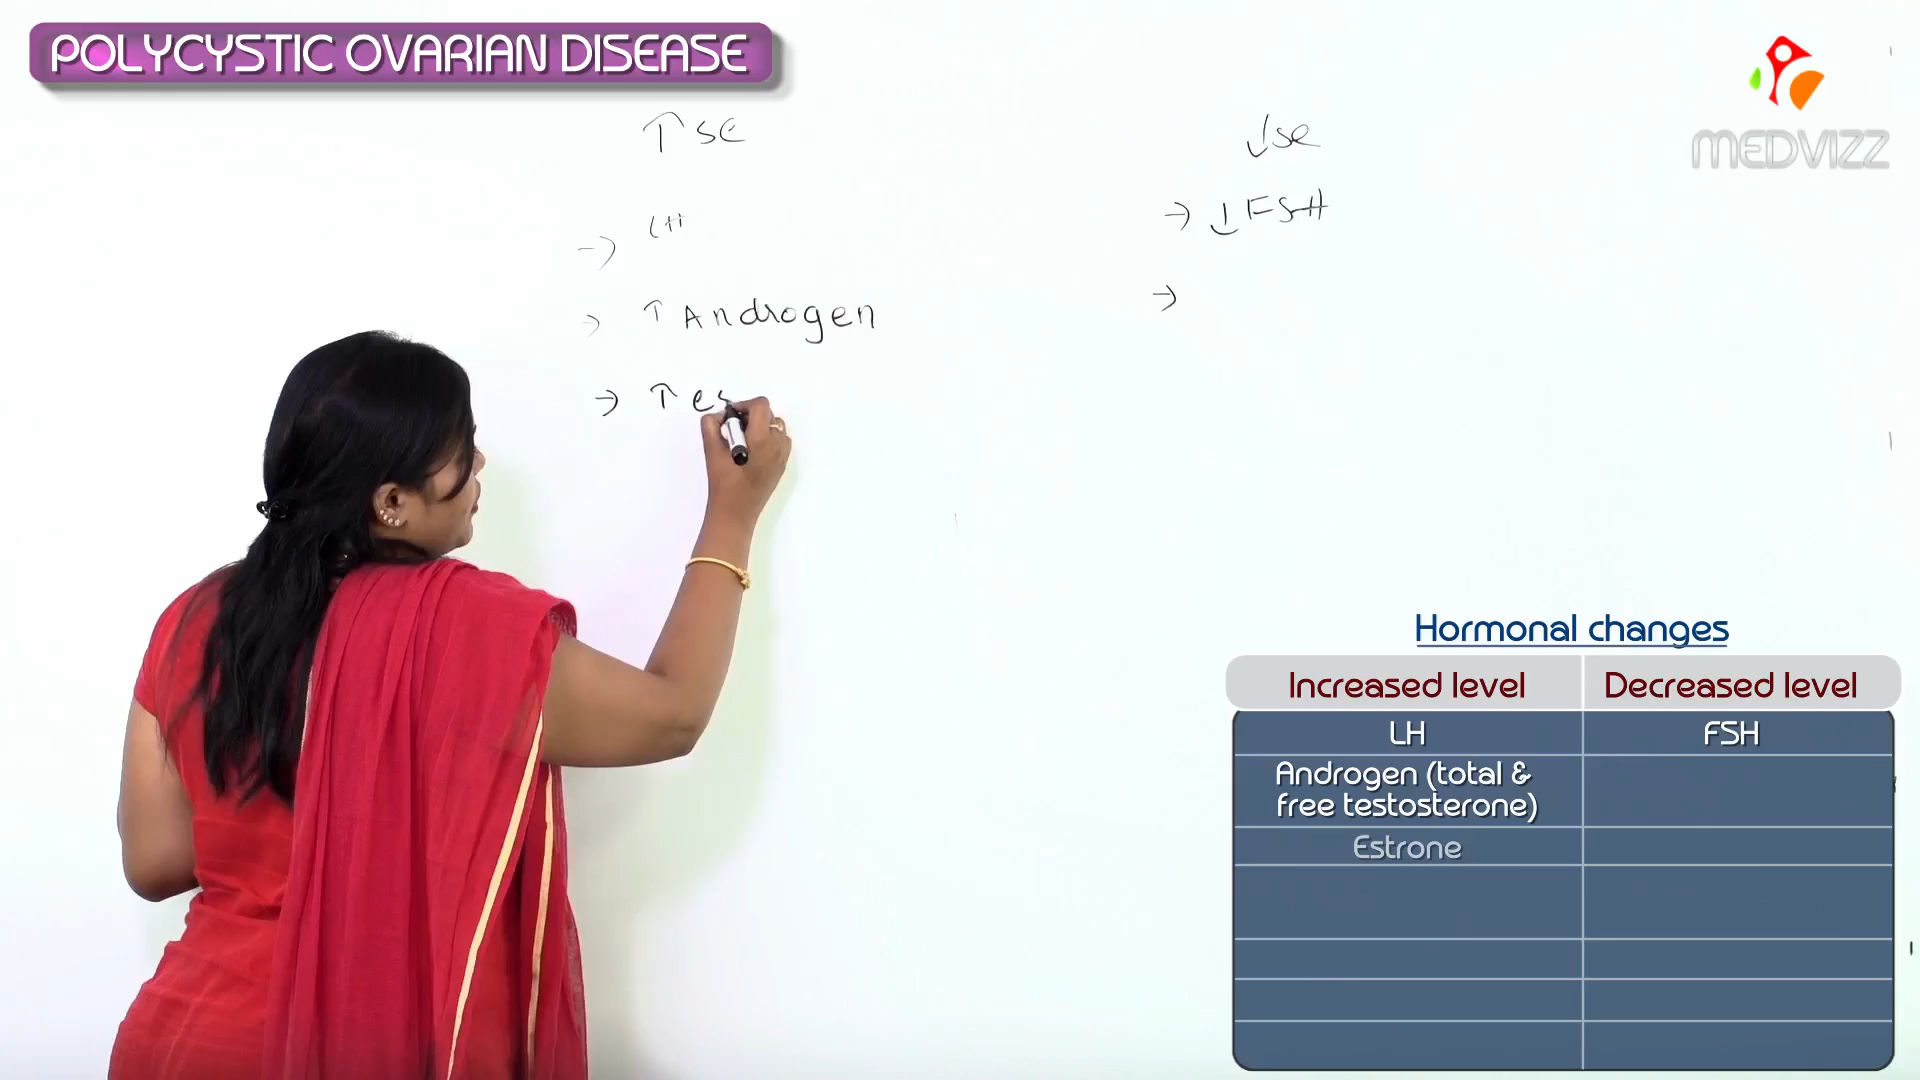 POLYCYSTIC OVARIAN DISEASE
MEDVIZZ
↑ se
↓ se
→ LH
→ ↓ FSH
→ ↑ Androgen
→
→ ↑ es
Hormonal changes
Increased level Decreased level
LH FSH
Androgen (total &
free testosterone)
Estrone